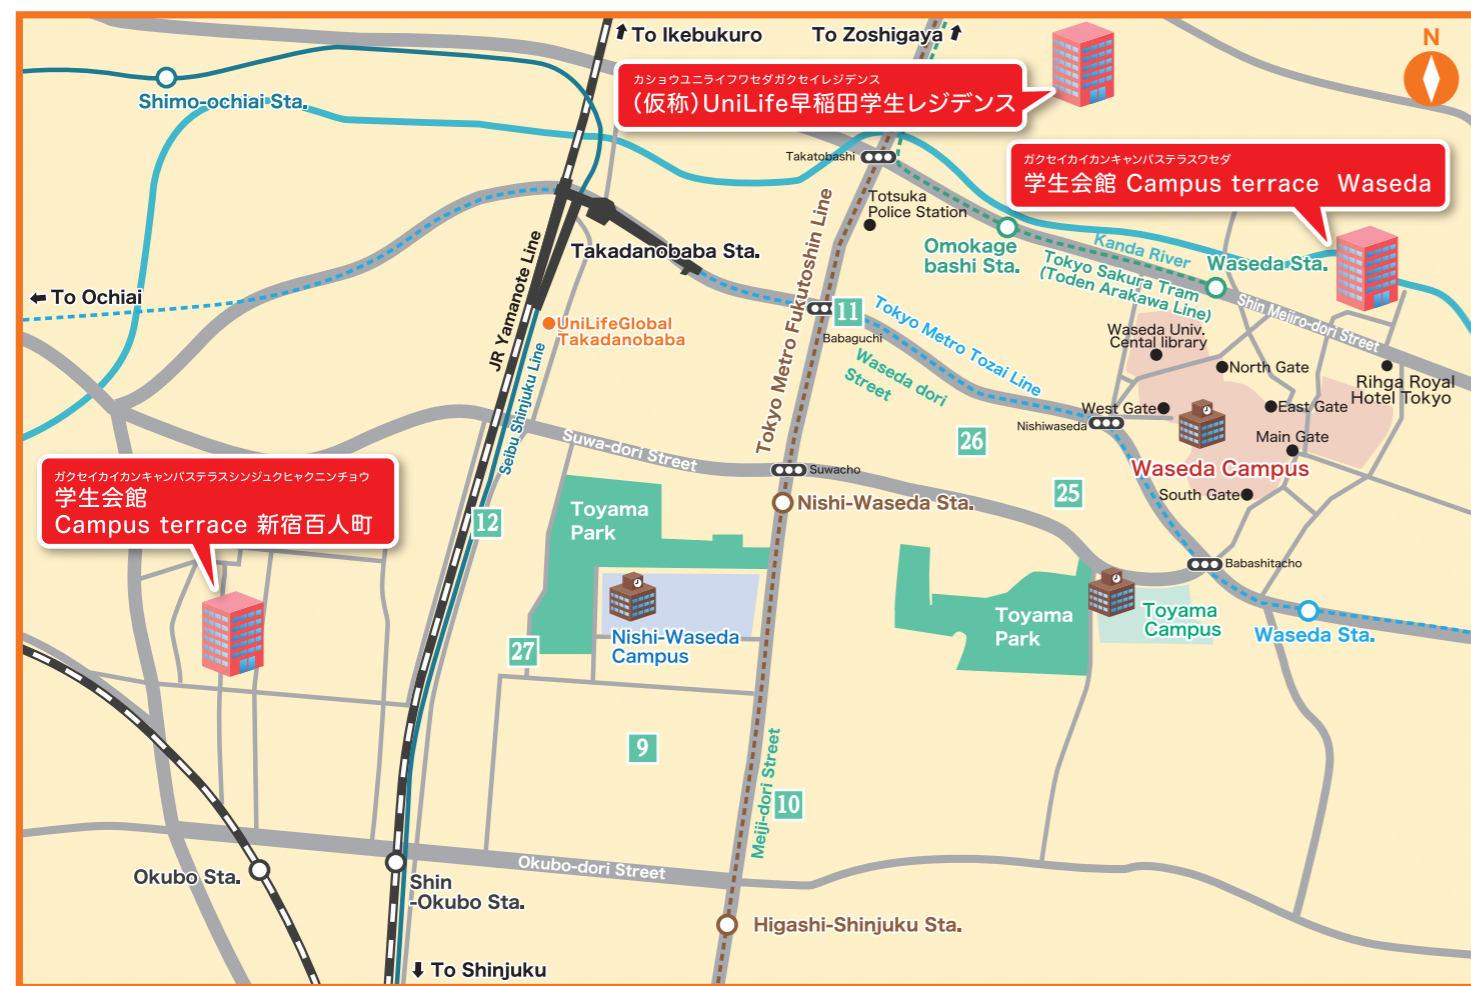 To Ikebukuro
To Zoshigaya
N
カショウユニライフワセダガクセイレジデンス
(仮称)UniLife早稲田学生レジデンス
Shimo-ochiai Sta.
Takatobashi
ガクセイカイカンキャンパステラスワセダ
学生会館 Campus terrace Waseda
Totsuka
Police Station
Omokage
bashi Sta.
Kanda River
Tokyo Sakura Tram
(Toden Arakawa Line)
Waseda Sta.
Shin Mejiro-dori Street
Takadanobaba Sta.
JR Yamanote Line
Tokyo Metro Fukutoshin Line
To Ochiai
UniLifeGlobal
Takadanobaba
Seibu Shinjuku Line
11
Babaguchi
Tokyo Metro Tozai Line
Waseda dori
Street
Waseda Univ.
Cental library
North Gate
Rihga Royal
Hotel Tokyo
West Gate
East Gate
Nishiwaseda
Main Gate
Waseda Campus
South Gate
26
25
Suwa-dori Street
Suwacho
Nishi-Waseda Sta.
ガクセイカイカンキャンパステラスシンジュクヒャクニンチョウ
学生会館
Campus terrace 新宿百人町
12
Toyama
Park
Babashitacho
Nishi-Waseda
Campus
Toyama
Park
Toyama
Campus
Waseda Sta.
27
9
10
Meiji-dori Street
Okubo-dori Street
Okubo Sta.
Shin
-Okubo Sta.
Higashi-Shinjuku Sta.
To Shinjuku